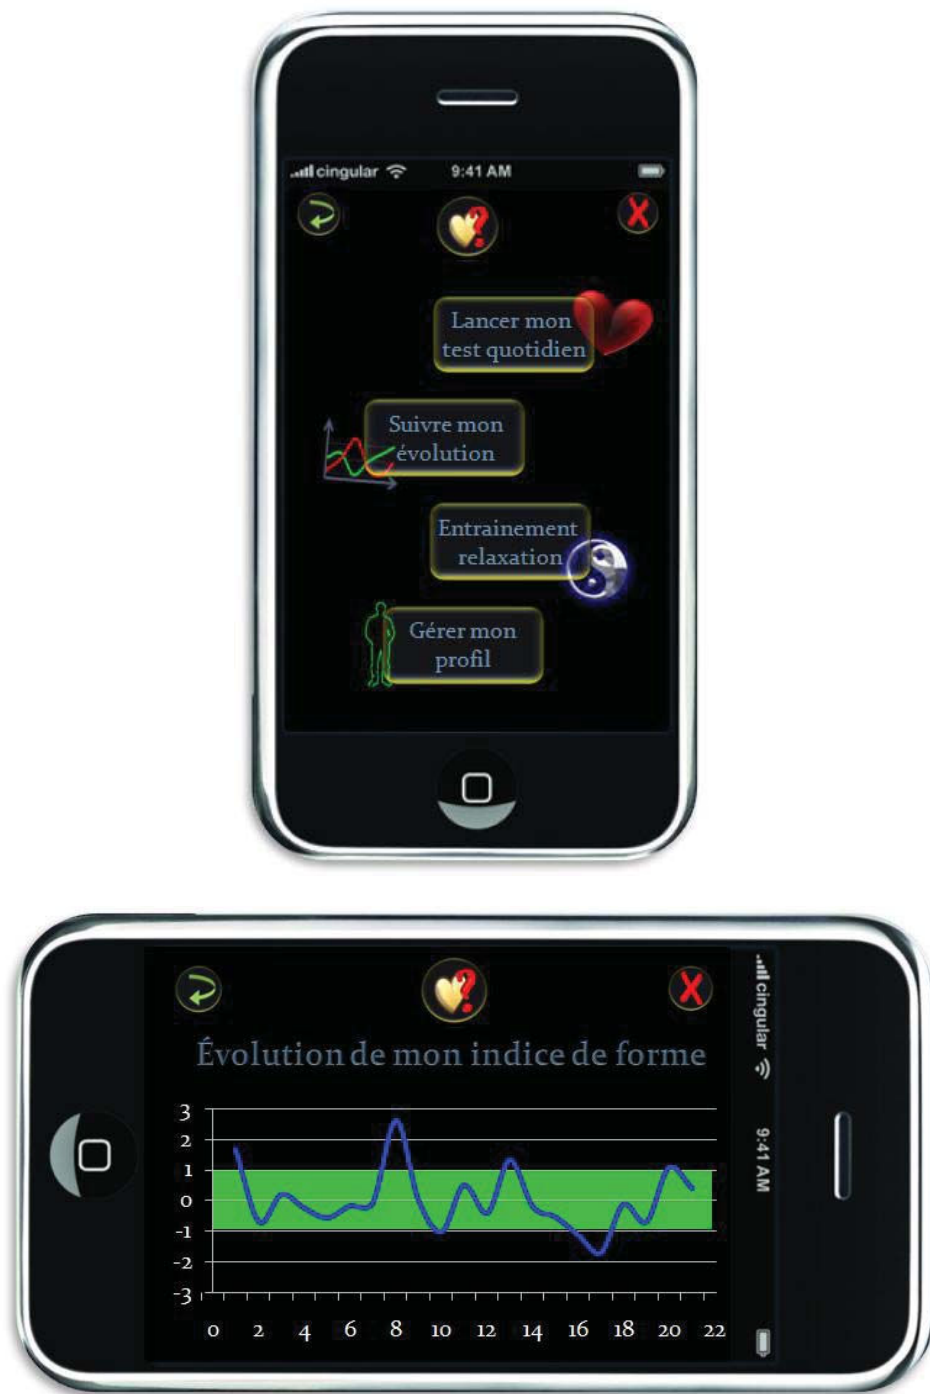 cingular 9:41 AM
?
Lancer mon
test quotidien
Suivre mon
évolution
Entrainement
relaxation
Gérer mon
profil
?
Évolution de mon indice de forme
3
2
1
0
-1
-2
-3
0 2 4 6 8 10 12 14 16 18 20 22
cingular 9:41 AM